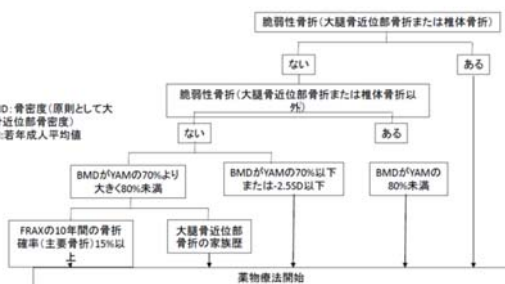 脆弱性骨折(大腿骨近位部骨折または椎体骨折)
ない
ある
脆弱性骨折(大腿骨近位部骨折または椎体骨折以
外)
ID:骨密度(原則として大
近位部骨密度)
:若年成人平均値
ない
ある
BMDがYAMの70%より
大きく80%未満
BMDがYAMの70%以下
または-2.5SD以下
BMDがYAMの
80%未満
FRAXの10年間の骨折
確率(主要骨折)15%以
上
大腿骨近位部
骨折の家族歴
薬物療法開始